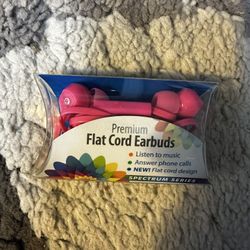 Premium
Flat Cord Earbuds
Listen to music
Answer phone calls
NEW! Flat cord design
SPECTRUM SERIES